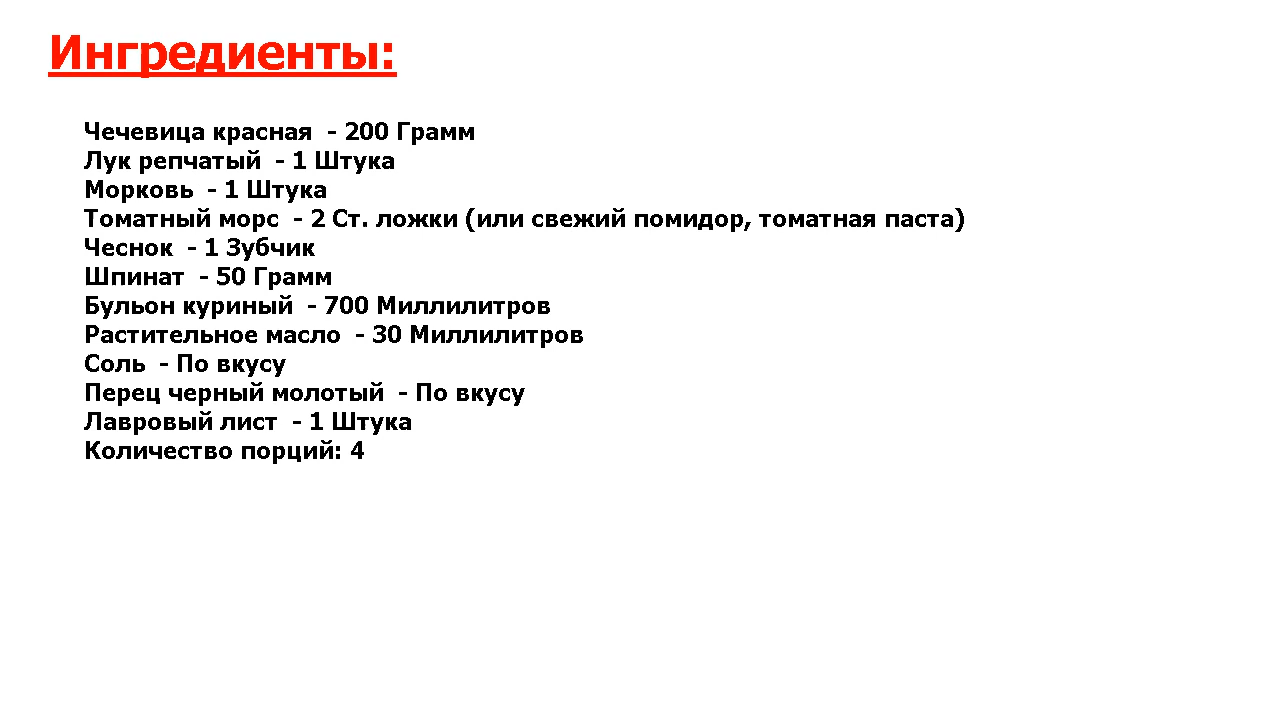 Ингредиенты:
Чечевица красная - 200 Грамм
Лук репчатый - 1 Штука
Морковь - 1 Штука
Томатный морс - 2 Ст. ложки (или свежий помидор, томатная паста)
Чеснок - 1 Зубчик
Шпинат - 50 Грамм
Бульон куриный - 700 Миллилитров
Растительное масло - 30 Миллилитров
Соль - По вкусу
Перец черный молотый - По вкусу
Лавровый лист - 1 Штука
Количество порций: 4